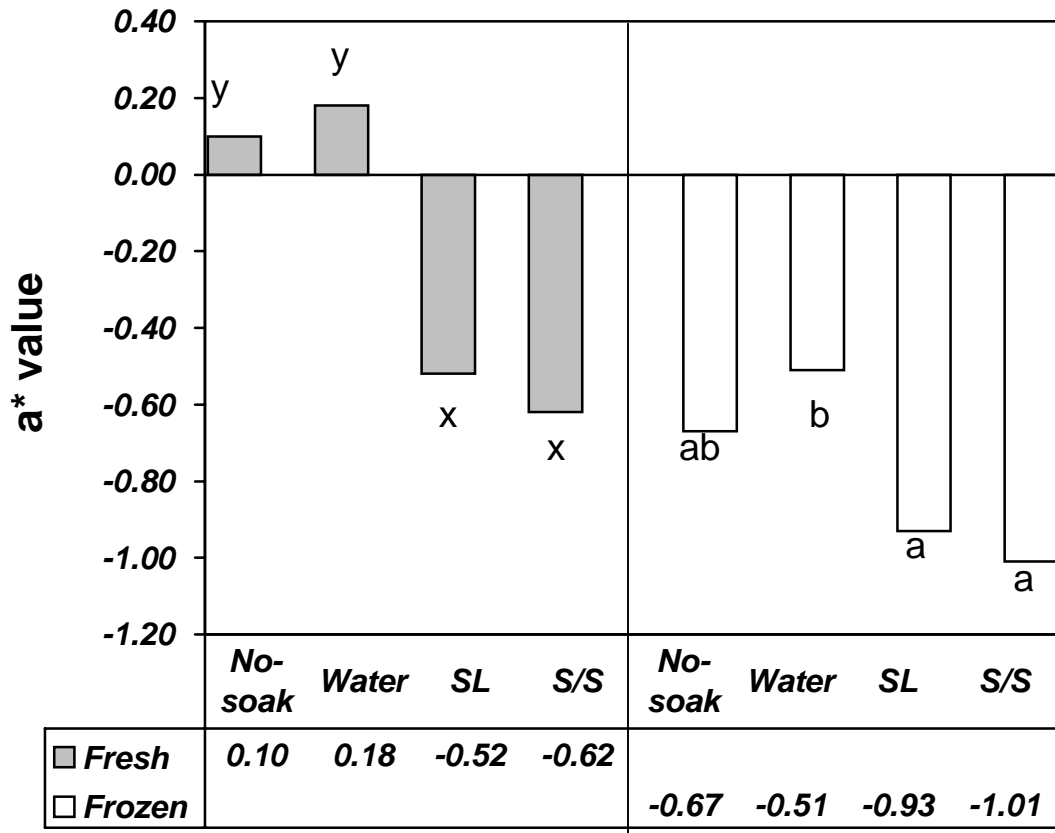 a* value
0.40
0.20
0.00
-0.20
-0.40
-0.60
-0.80
-1.00
-1.20
y
y
x
x
ab
b
a
a
No-soak Water SL S/S No-soak Water SL S/S
Fresh 0.10 0.18 -0.52 -0.62
Frozen -0.67 -0.51 -0.93 -1.01